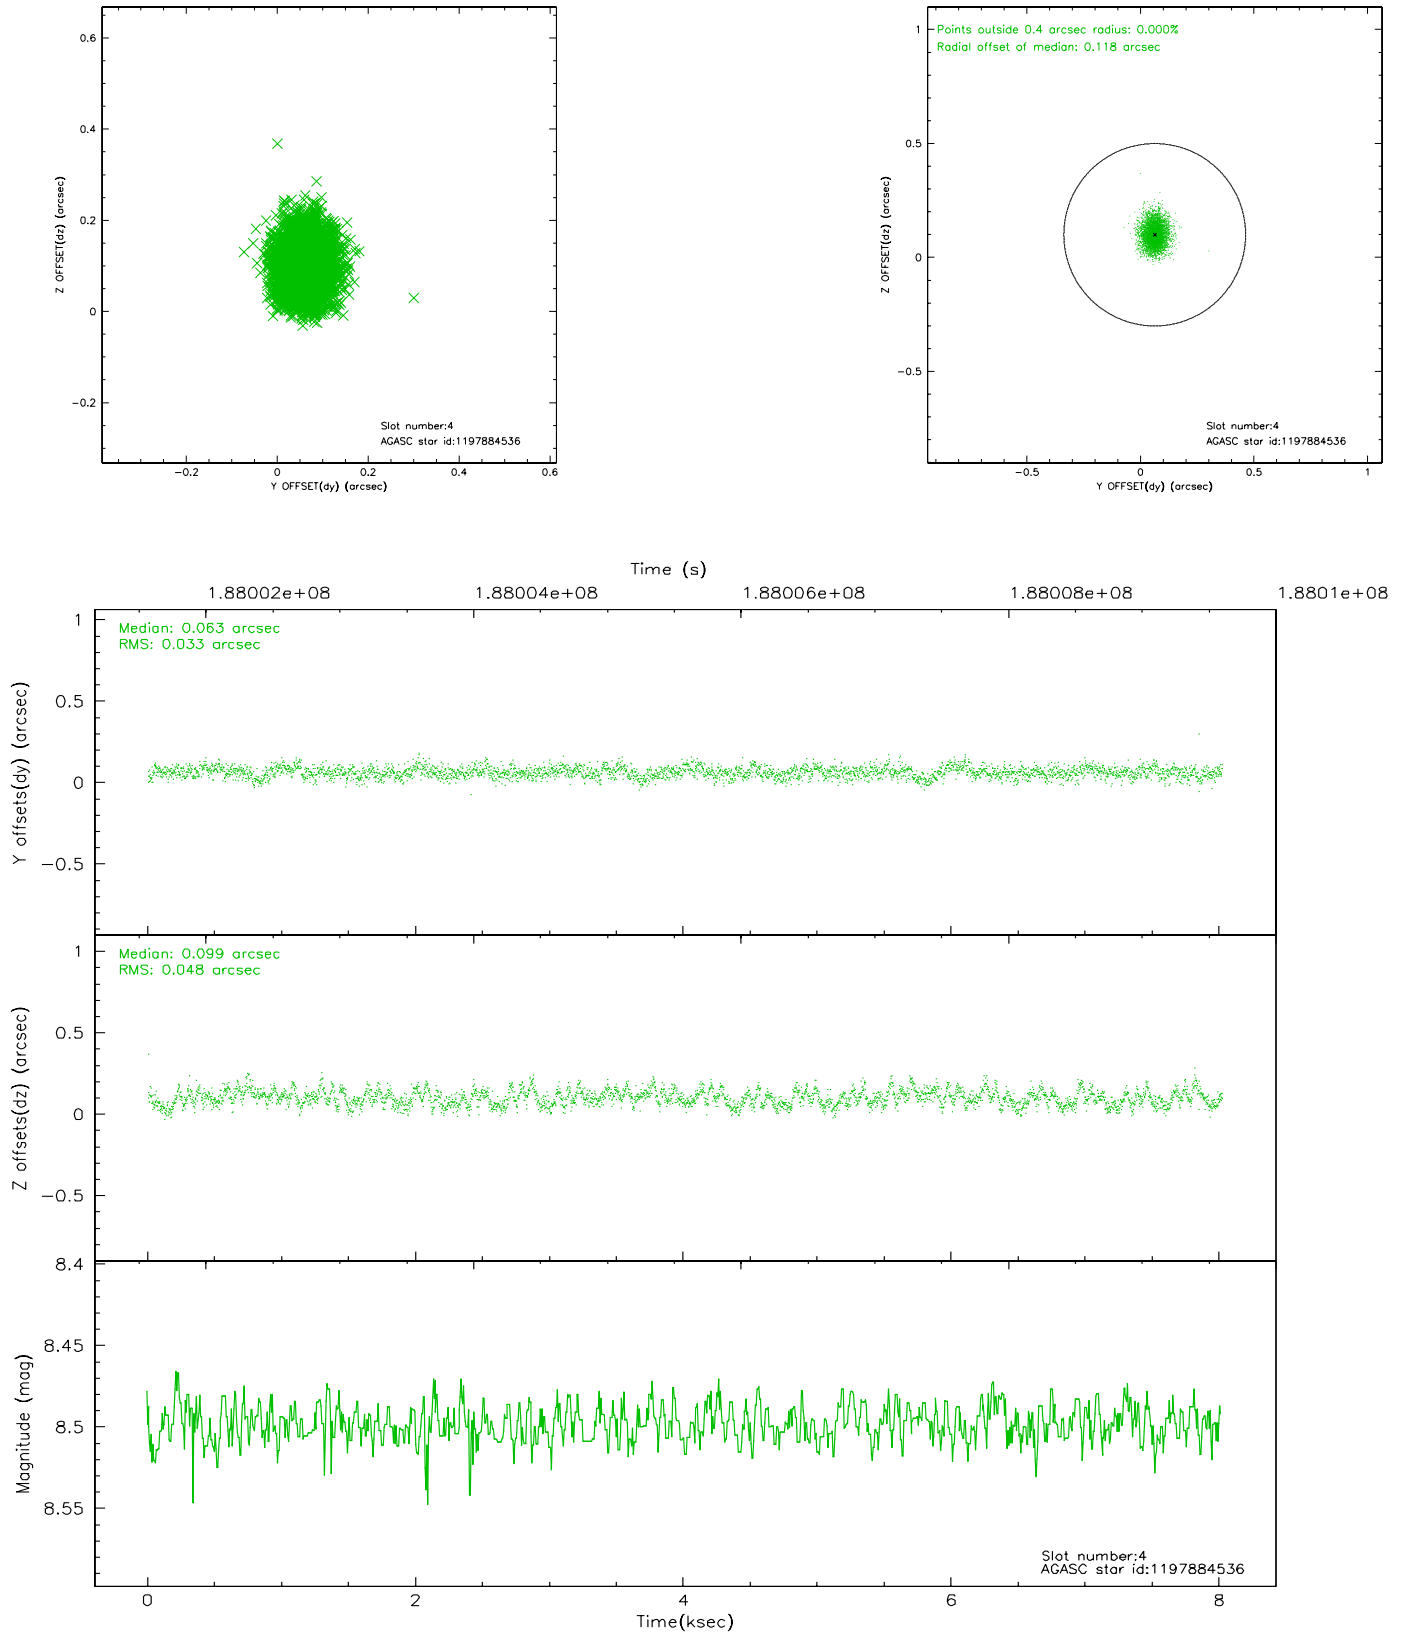 0.6
0.4
0.2
0
−0.2
Z OFFSET(dz) (arcsec)
Slot number:4
AGASC star id:1197884536
−0.2 0 0.2 0.4 0.6
Y OFFSET(dy) (arcsec)
Points outside 0.4 arcsec radius: 0.000%
Radial offset of median: 0.118 arcsec
1
0.5
0
−0.5
Z OFFSET(dz) (arcsec)
Slot number:4
AGASC star id:1197884536
−0.5 0 0.5 1
Y OFFSET(dy) (arcsec)
Time (s)
1.88002e+08 1.88004e+08 1.88006e+08 1.88008e+08 1.8801e+08
Median: 0.063 arcsec
RMS: 0.033 arcsec
1
0.5
0
−0.5
Y offsets(dy) (arcsec)
Median: 0.099 arcsec
RMS: 0.048 arcsec
1
0.5
0
−0.5
Z offsets(dz) (arcsec)
8.4
8.45
8.5
8.55
Magnitude (mag)
Slot number:4
AGASC star id:1197884536
0 2 4 6 8
Time(ksec)